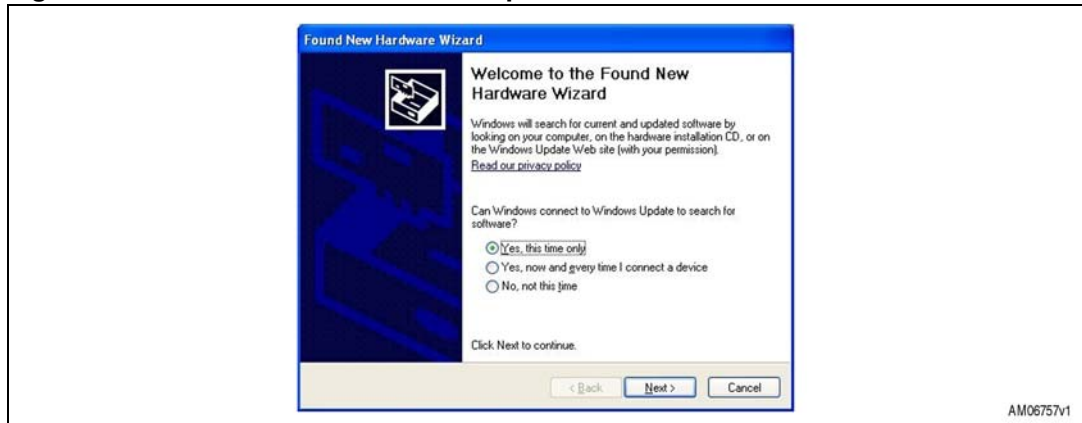 Found New Hardware Wizard
Welcome to the Found New
Hardware Wizard
Windows will search for current and updated software by
looking on your computer, on the hardware installation CD, or on
the Windows Update Web site (with your permission).
Read our privacy policy
Can Windows connect to Windows Update to search for
software?
Yes, this time only
Yes, now and every time I connect a device
No, not this time
Click Next to continue.
< Back
Next >
Cancel
AM06757v1